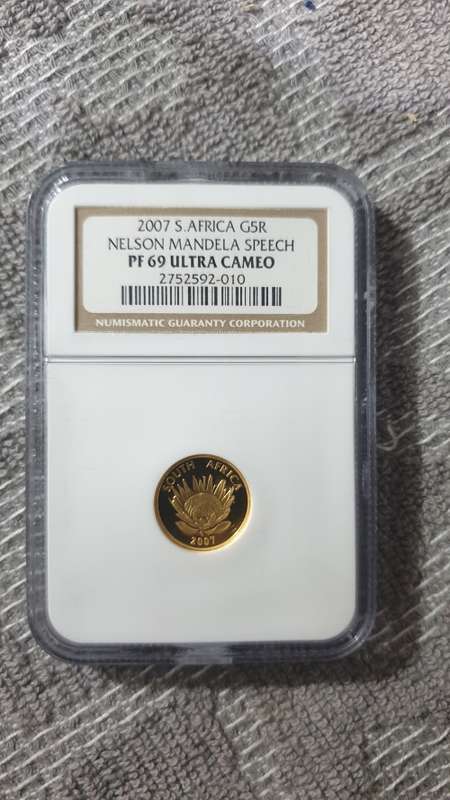 2007 S.AFRICA G5R
NELSON MANDELA SPEECH
PF 69 ULTRA CAMEO
2752592-010
NUMISMATIC GUARANTY CORPORATION
SOUTH AFRICA
2007